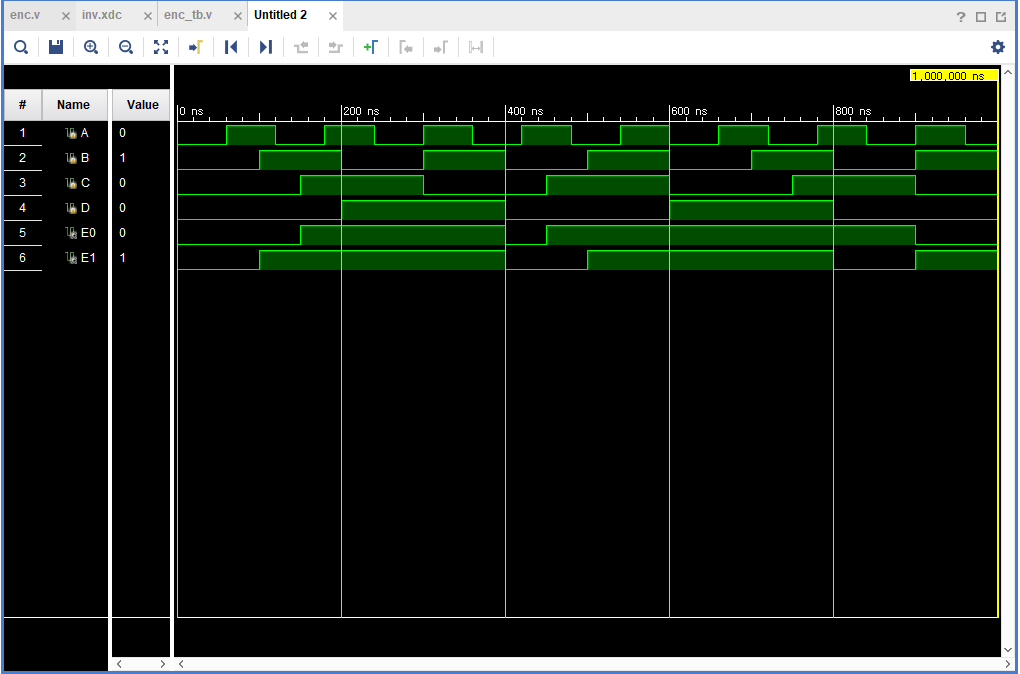 enc.v inv.xdc enc_tb.v Untitled 2
1,000,000 ns
# Name Value
0 ns 200 ns 400 ns 600 ns 800 ns
1 A 0
2 B 1
3 C 0
4 D 0
5 E0 0
6 E1 1